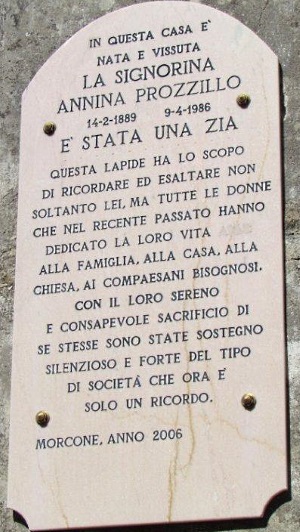 IN QUESTA CASA E'
NATA E VISSUTA
LA SIGNORINA
ANNINA PROZZILLO
14-2-1889 9-4-1986
E' STATA UNA ZIA
QUESTA LAPIDE HA LO SCOPO
DI RICORDARE ED ESALTARE NON
SOLTANTO LEI, MA TUTTE LE DONNE
CHE NEL RECENTE PASSATO HANNO
DEDICATO LA LORO VITA
ALLA FAMIGLIA, ALLA CASA, ALLA
CHIESA, AI COMPAESANI BISOGNOSI.
CON IL LORO SERENO
E CONSAPEVOLE SACRIFICIO DI
SE STESSE SONO STATE SOSTEGNO
SILENZIOSO E FORTE DEL TIPO
DI SOCIETÀ CHE ORA E'
SOLO UN RICORDO.
MORCONE, ANNO 2006